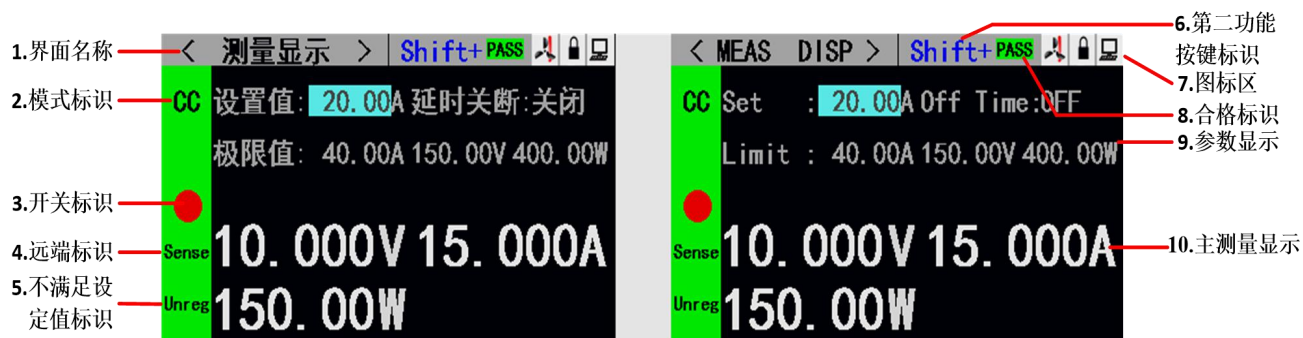 1.界面名称
2.模式标识
3.开关标识
4.远端标识
5.不满足设
定值标识
< 测量显示 > Shift+ PASS
CC 设置值: 20.00A 延时关断:关闭
极限值: 40.00A 150.00V 400.00W
Sense 10.000V 15.000A
Unreg 150.00W
< MEAS DISP > Shift+ PASS
CC Set : 20.00A Off Time:OFF
Limit : 40.00A 150.00V 400.00W
Sense 10.000V 15.000A
Unreg 150.00W
6.第二功能
按键标识
7.图标区
8.合格标识
9.参数显示
10.主测量显示